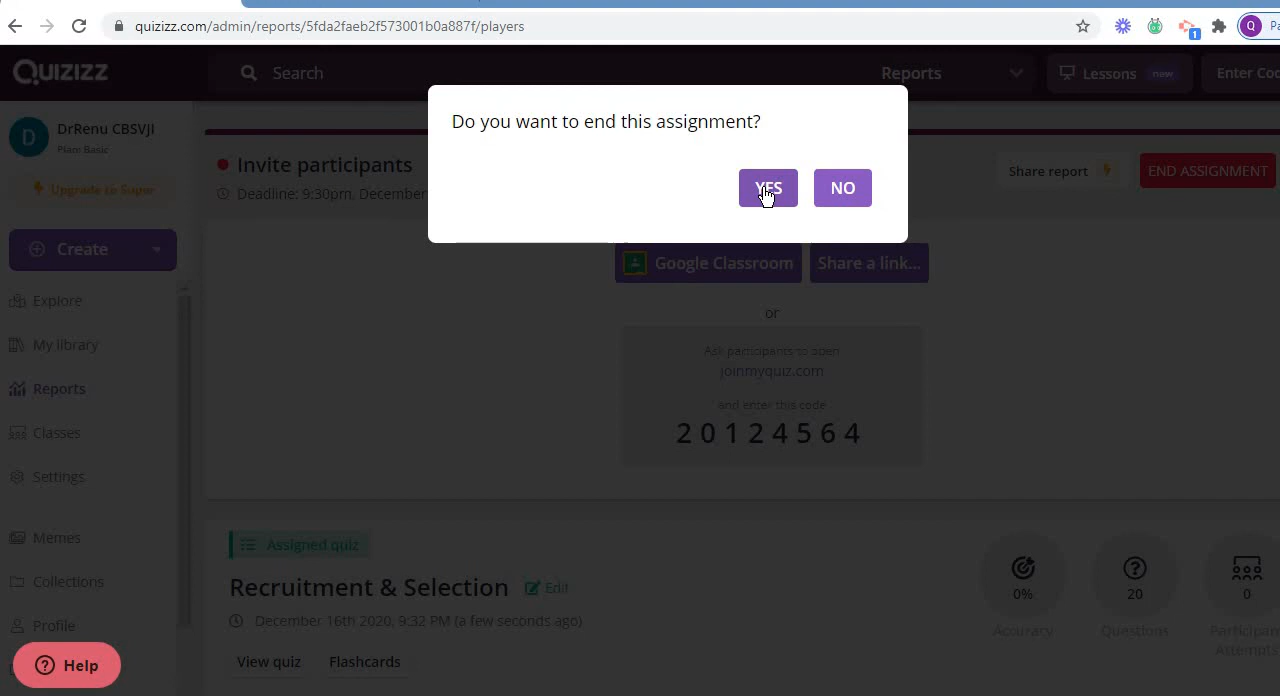 quizizz.com/admin/reports/5fda2faeb2f573001b0a887f/players
1
Q
Pa
QUIZIZZ
Search
Reports
Lessons new
Enter Co
D
DrRenu CBSVJI
Plan: Basic
Upgrade to Super
Create
Explore
My library
Reports
Classes
Settings
Memes
Collections
Profile
Help
Do you want to end this assignment?
YES NO
Invite participants
Deadline: 9:30pm, December
Share report
END ASSIGNMENT
Google Classroom Share a link...
or
Ask participants to open
joinmyquiz.com
and enter this code
2 0 1 2 4 5 6 4
Assigned quiz
Recruitment & Selection Edit
December 16th 2020, 9:32 PM (a few seconds ago)
View quiz Flashcards
0%
Accuracy
20
Questions
0
Participan
Attempts